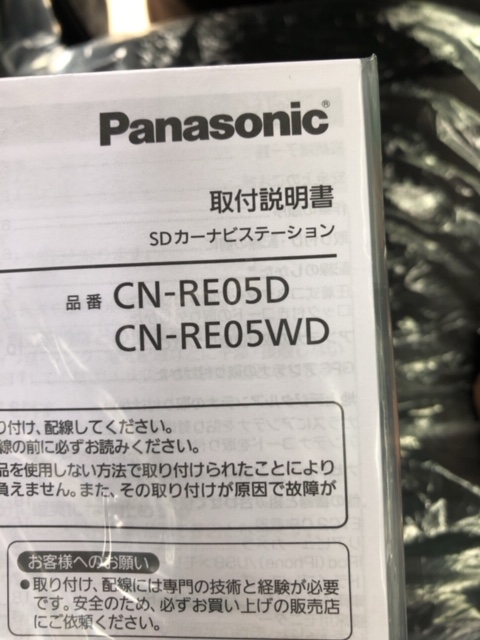 Panasonic®
取付説明書
SDカーナビステーション
品番 CN-RE05D
CN-RE05WD
り付け、配線してください。
線の前に必ずお読みください。
品を使用しない方法で取り付けられたことにより
負えません。また、その取り付けが原因で故障が
お客様へのお願い
●取り付け、配線には専門の技術と経験が必要
です。安全のため、必ずお買い上げの販売店
にご依頼ください。